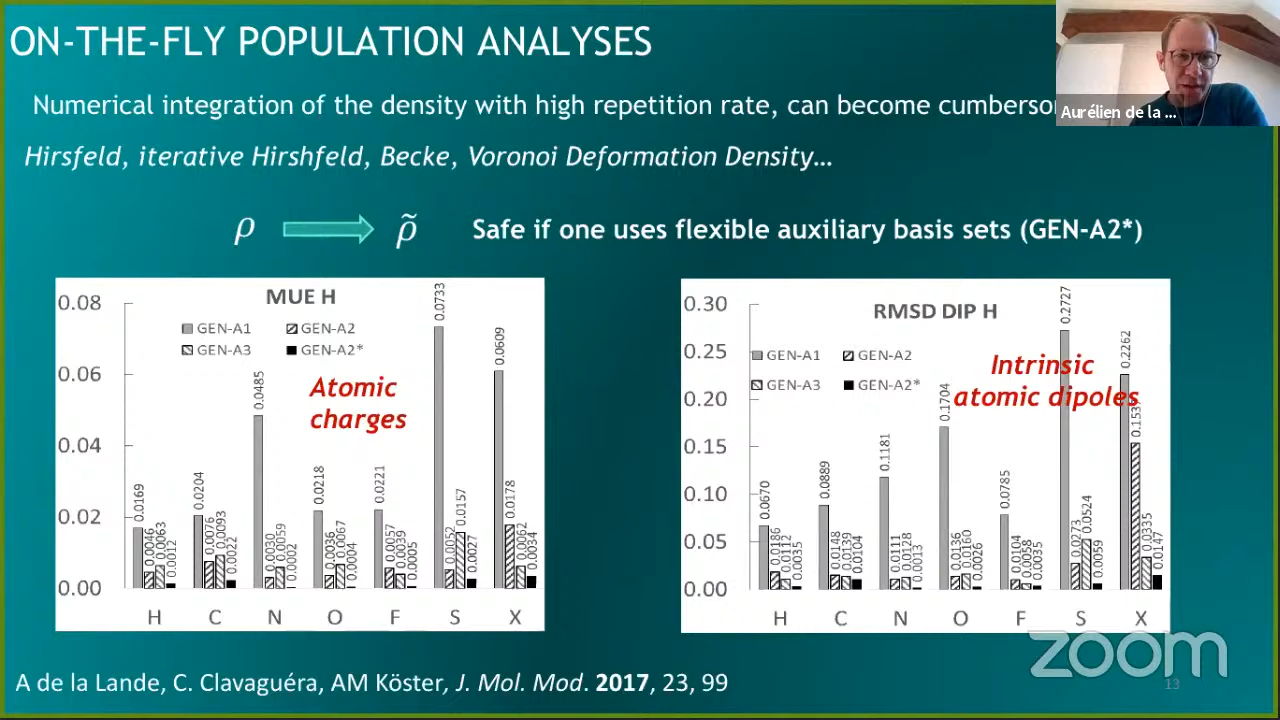 ON-THE-FLY POPULATION ANALYSES
Numerical integration of the density with high repetition rate, can become
Aurélien de la ...
Hirsfeld, iterative Hirshfeld, Becke, Voronoi Deformation Density…
ρ ρ̃ Safe if one uses flexible auxiliary basis sets (GEN-A2*)
MUE H
GEN-A1 GEN-A2
GEN-A3 GEN-A2*
Atomic
charges
0.08
0.06
0.04
0.02
0.00
0.0169 0.0046 0.0063 0.0012
0.0204 0.0076 0.0093 0.0022
0.0485 0.0030 0.0059 0.0002
0.0218 0.0036 0.0067 0.0004
0.0221 0.0057 0.0039 0.0005
0.0733 0.0052 0.0157 0.0027
0.0609 0.0178 0.0062 0.0034
H C N O F S X
RMSD DIP H
GEN-A1 GEN-A2
GEN-A3 GEN-A2*
Intrinsic
atomic dipoles
0.30
0.25
0.20
0.15
0.10
0.05
0.00
0.0670 0.0186 0.0112 0.0035
0.0889 0.0148 0.0139 0.0104
0.1181 0.0111 0.0128 0.0013
0.1704 0.0136 0.0160 0.0026
0.0785 0.0104 0.0058 0.0035
0.2727 0.0273 0.0524 0.0059
0.2262 0.0335 0.0147
H C N O F S X
zoom
A de la Lande, C. Clavaguéra, AM Köster, J. Mol. Mod. 2017, 23, 99
13